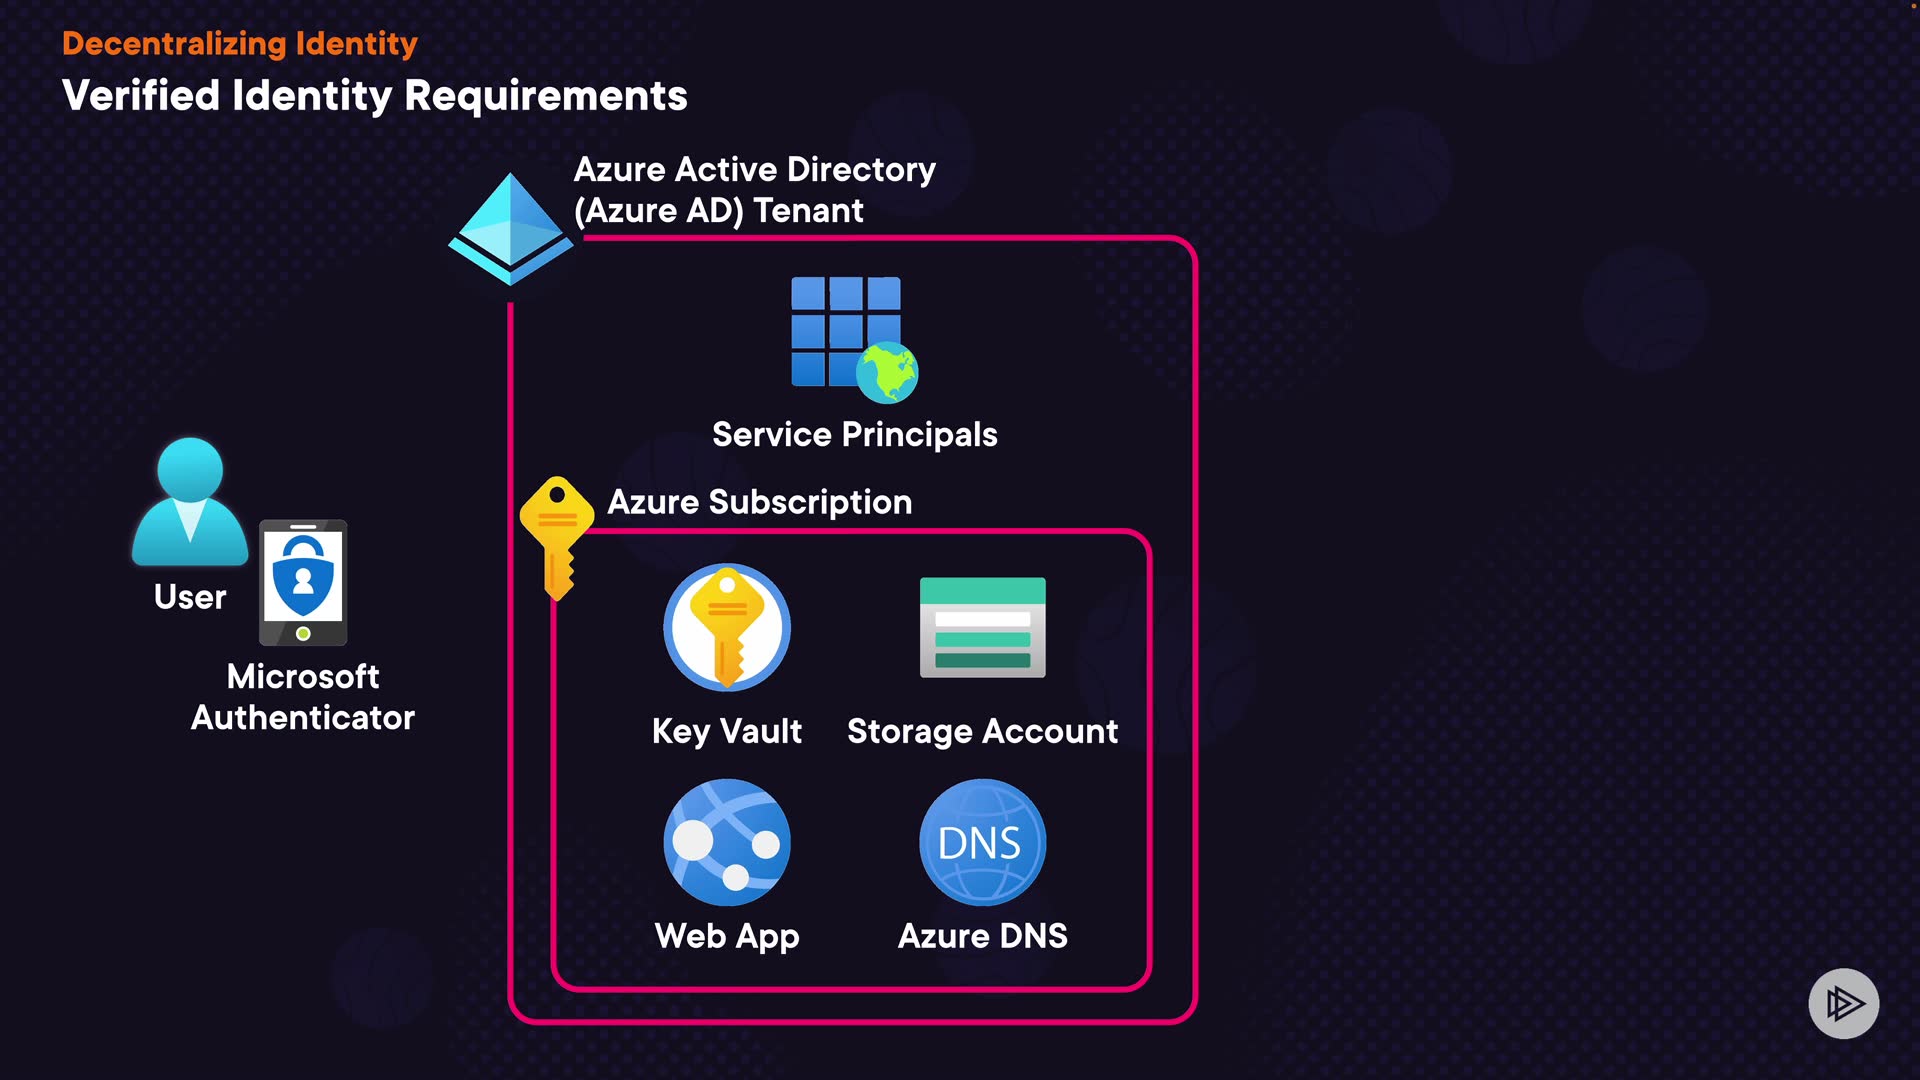 Decentralizing Identity
Verified Identity Requirements
Azure Active Directory
(Azure AD) Tenant
Service Principals
Azure Subscription
User
Microsoft
Authenticator
Key Vault
Storage Account
DNS
Web App
Azure DNS